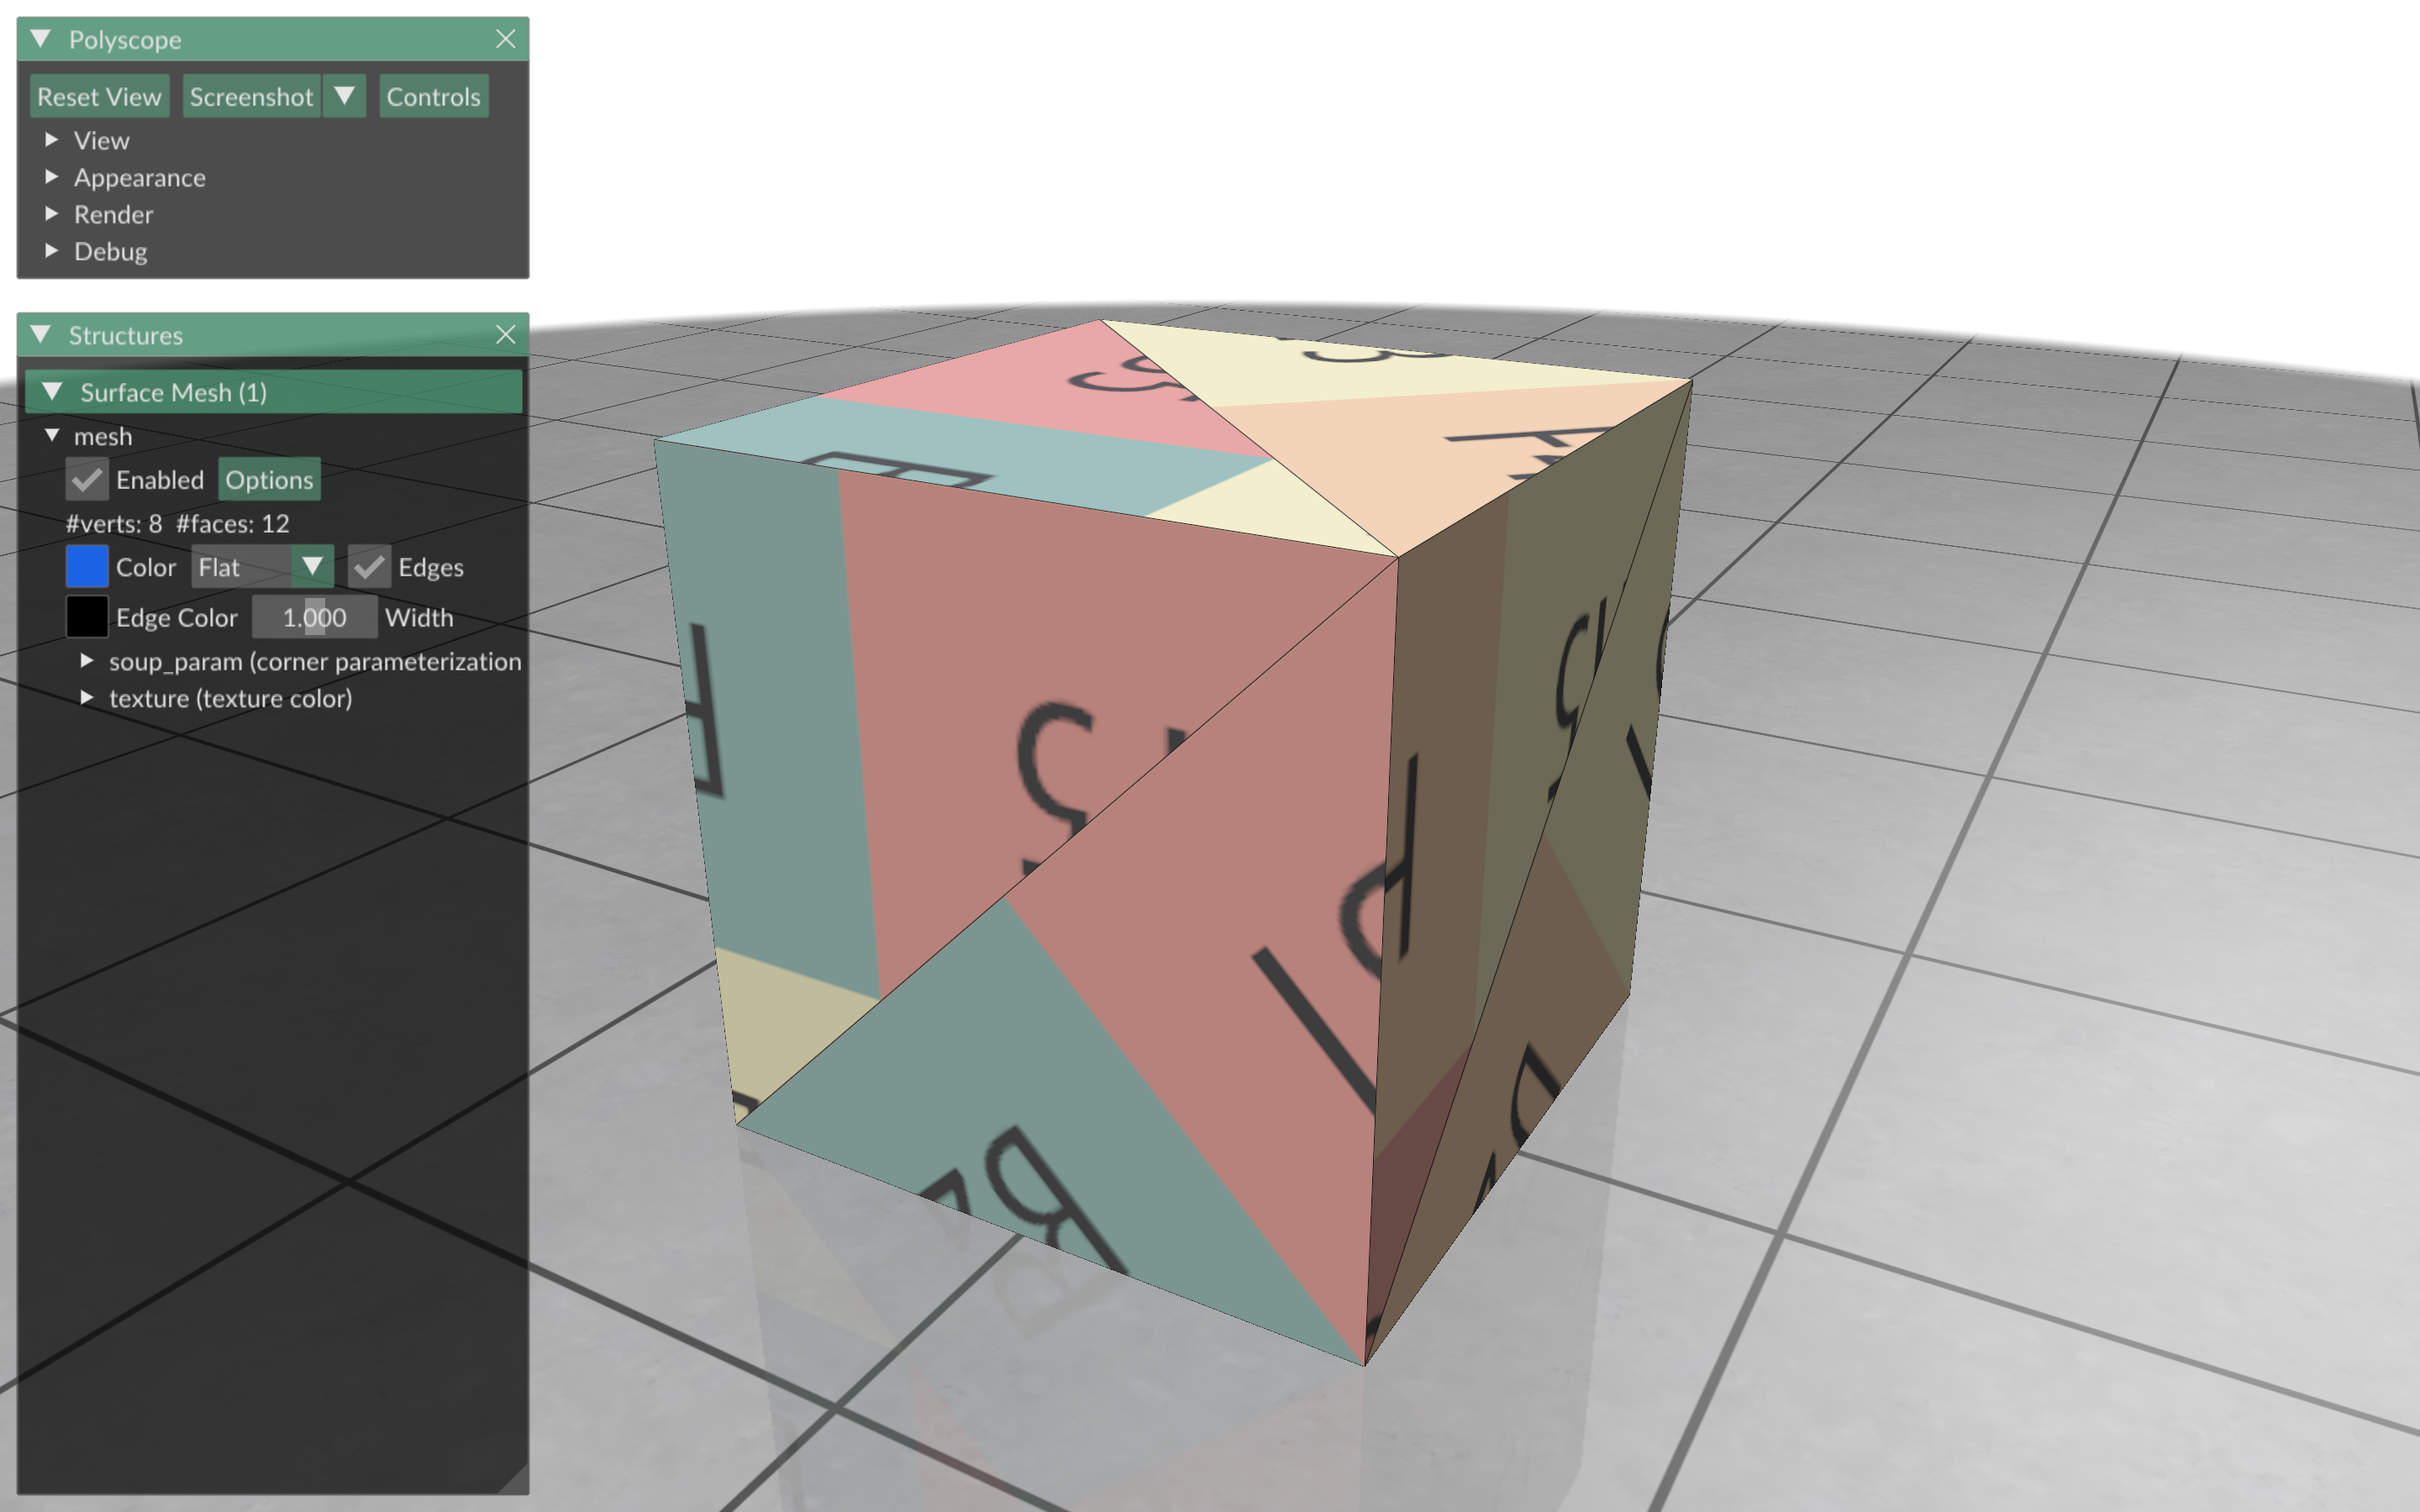 Polyscope
Reset View Screenshot Controls
View
Appearance
Render
Debug
Structures
Surface Mesh (1)
mesh
Enabled Options
#verts: 8 #faces: 12
Color Flat Edges
Edge Color 1.000 Width
soup_param (corner parameterization
texture (texture color)